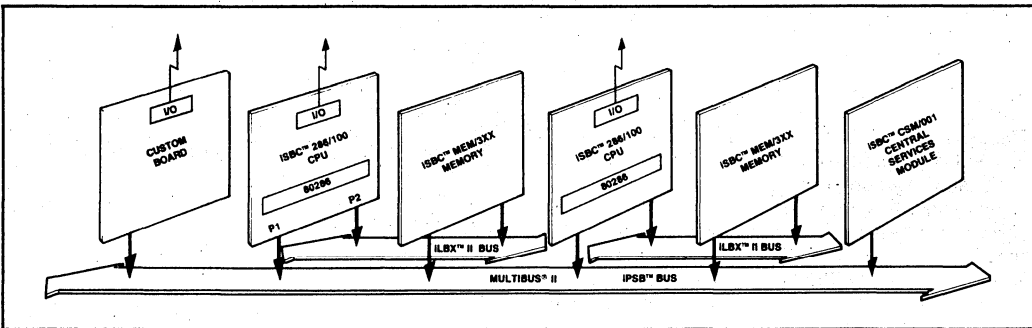 I/O
CUSTOM
BOARD
I/O
iSBC™ 286/100
CPU
80286
P1
P2
iSBC™ MEM/3XX
MEMORY
I/O
iSBC™ 286/100
CPU
80286
iSBC™ MEM/3XX
MEMORY
iSBC™ CSM/001
CENTRAL
SERVICES
MODULE
iLBX™ II BUS
iLBX™ II BUS
MULTIBUS® II iPSB™ BUS